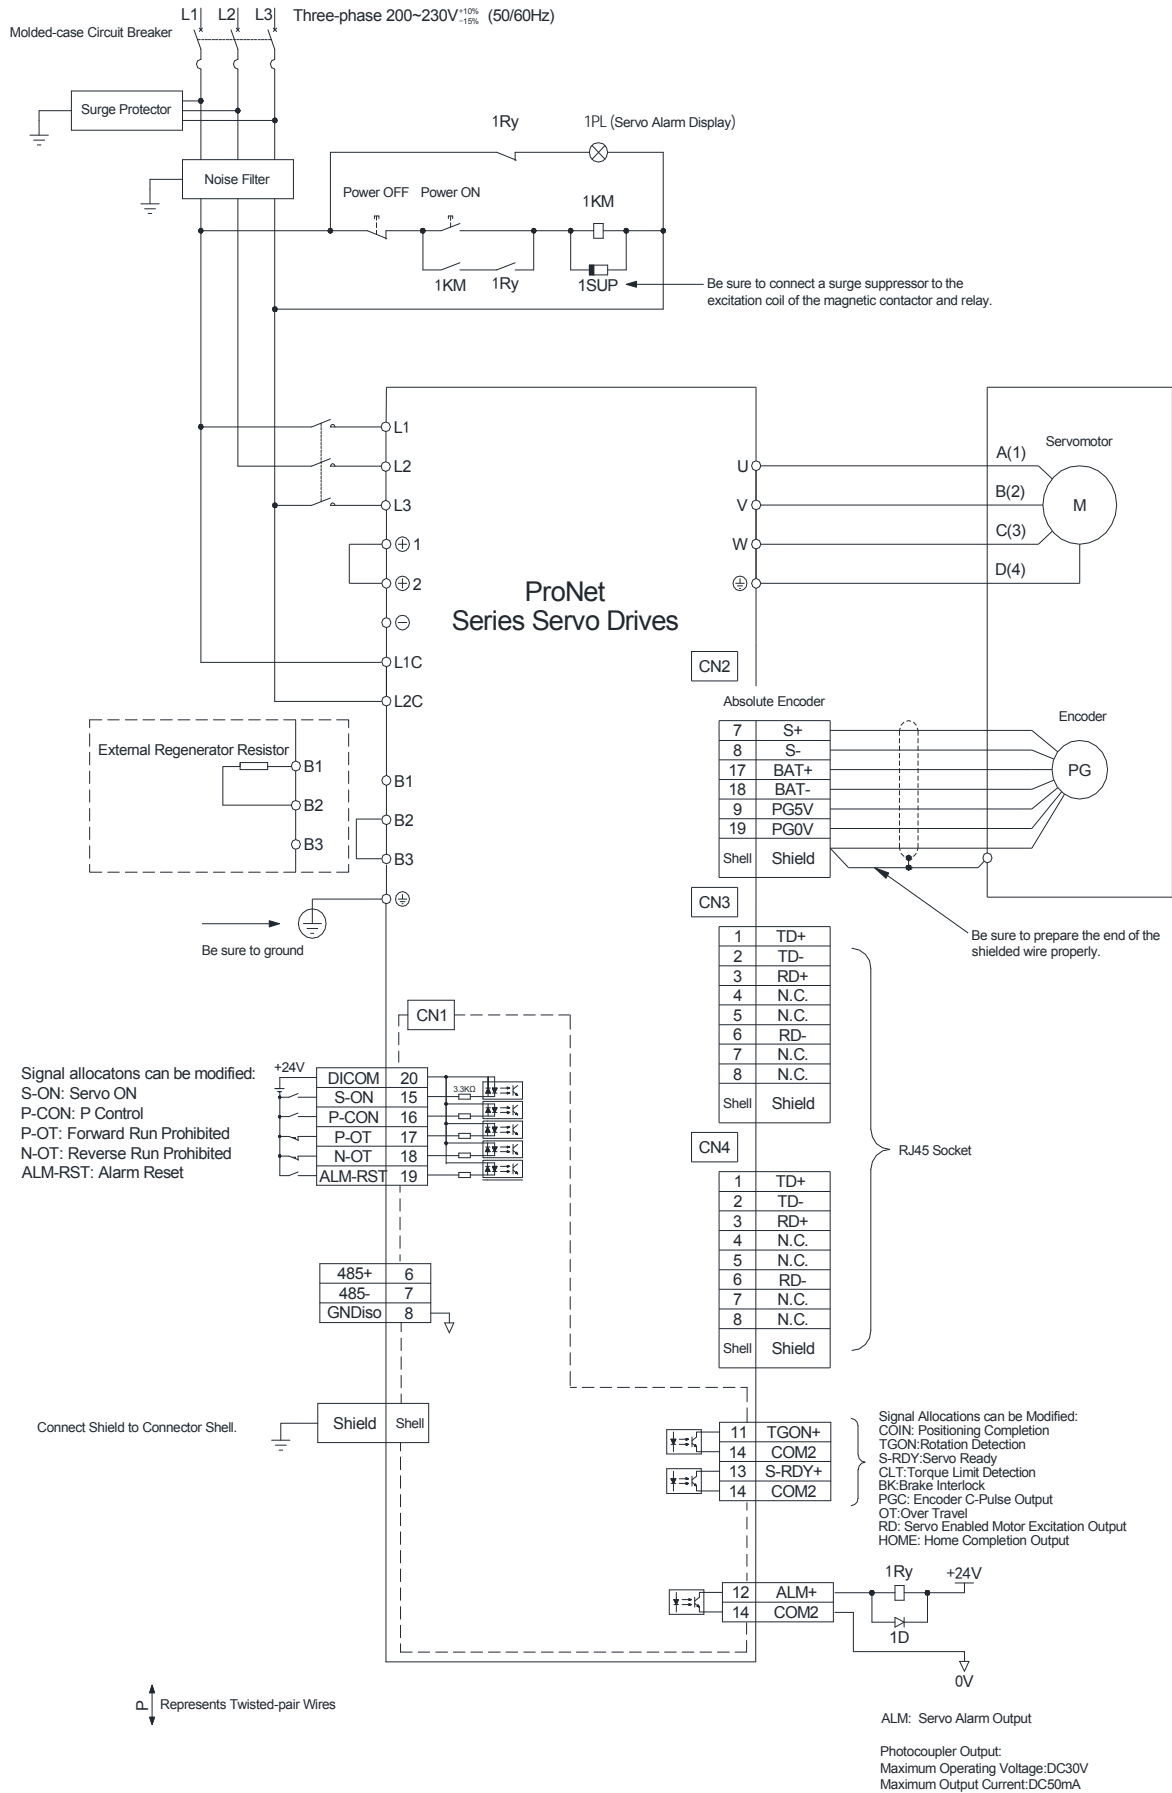 L1 L2 L3 Three-phase 200~230V +10% -15% (50/60Hz)
Molded-case Circuit Breaker
Surge Protector
1Ry 1PL (Servo Alarm Display)
Noise Filter
Power OFF Power ON 1KM
1KM 1Ry 1SUP
Be sure to connect a surge suppressor to the
excitation coil of the magnetic contactor and relay.
L1
L2
L3
1
2
L1C
L2C
ProNet
Series Servo Drives
U
V
W
A(1)
B(2)
C(3)
D(4)
Servomotor
M
External Regenerator Resistor
B1
B2
B3
B1
B2
B3
Be sure to ground
CN2
Absolute Encoder
7 S+
8 S-
17 BAT+
18 BAT-
9 PG5V
19 PG0V
Shell Shield
Encoder
PG
Be sure to prepare the end of the
shielded wire properly.
CN3
1 TD+
2 TD-
3 RD+
4 N.C.
5 N.C.
6 RD-
7 N.C.
8 N.C.
Shell Shield
CN4
1 TD+
2 TD-
3 RD+
4 N.C.
5 N.C.
6 RD-
7 N.C.
8 N.C.
Shell Shield
RJ45 Socket
CN1
Signal allocatons can be modified:
S-ON: Servo ON
P-CON: P Control
P-OT: Forward Run Prohibited
N-OT: Reverse Run Prohibited
ALM-RST: Alarm Reset
+24V
DICOM 20
S-ON 15
P-CON 16
P-OT 17
N-OT 18
ALM-RST 19
3.3KΩ
485+ 6
485- 7
GNDiso 8
Connect Shield to Connector Shell.
Shield Shell
11 TGON+
14 COM2
13 S-RDY+
14 COM2
Signal Allocations can be Modified:
COIN: Positioning Completion
TGON:Rotation Detection
S-RDY:Servo Ready
CLT:Torque Limit Detection
BK:Brake Interlock
PGC: Encoder C-Pulse Output
OT:Over Travel
RD: Servo Enabled Motor Excitation Output
HOME: Home Completion Output
12 ALM+
14 COM2
1Ry +24V
1D
0V
P Represents Twisted-pair Wires
ALM: Servo Alarm Output
Photocoupler Output:
Maximum Operating Voltage:DC30V
Maximum Output Current:DC50mA